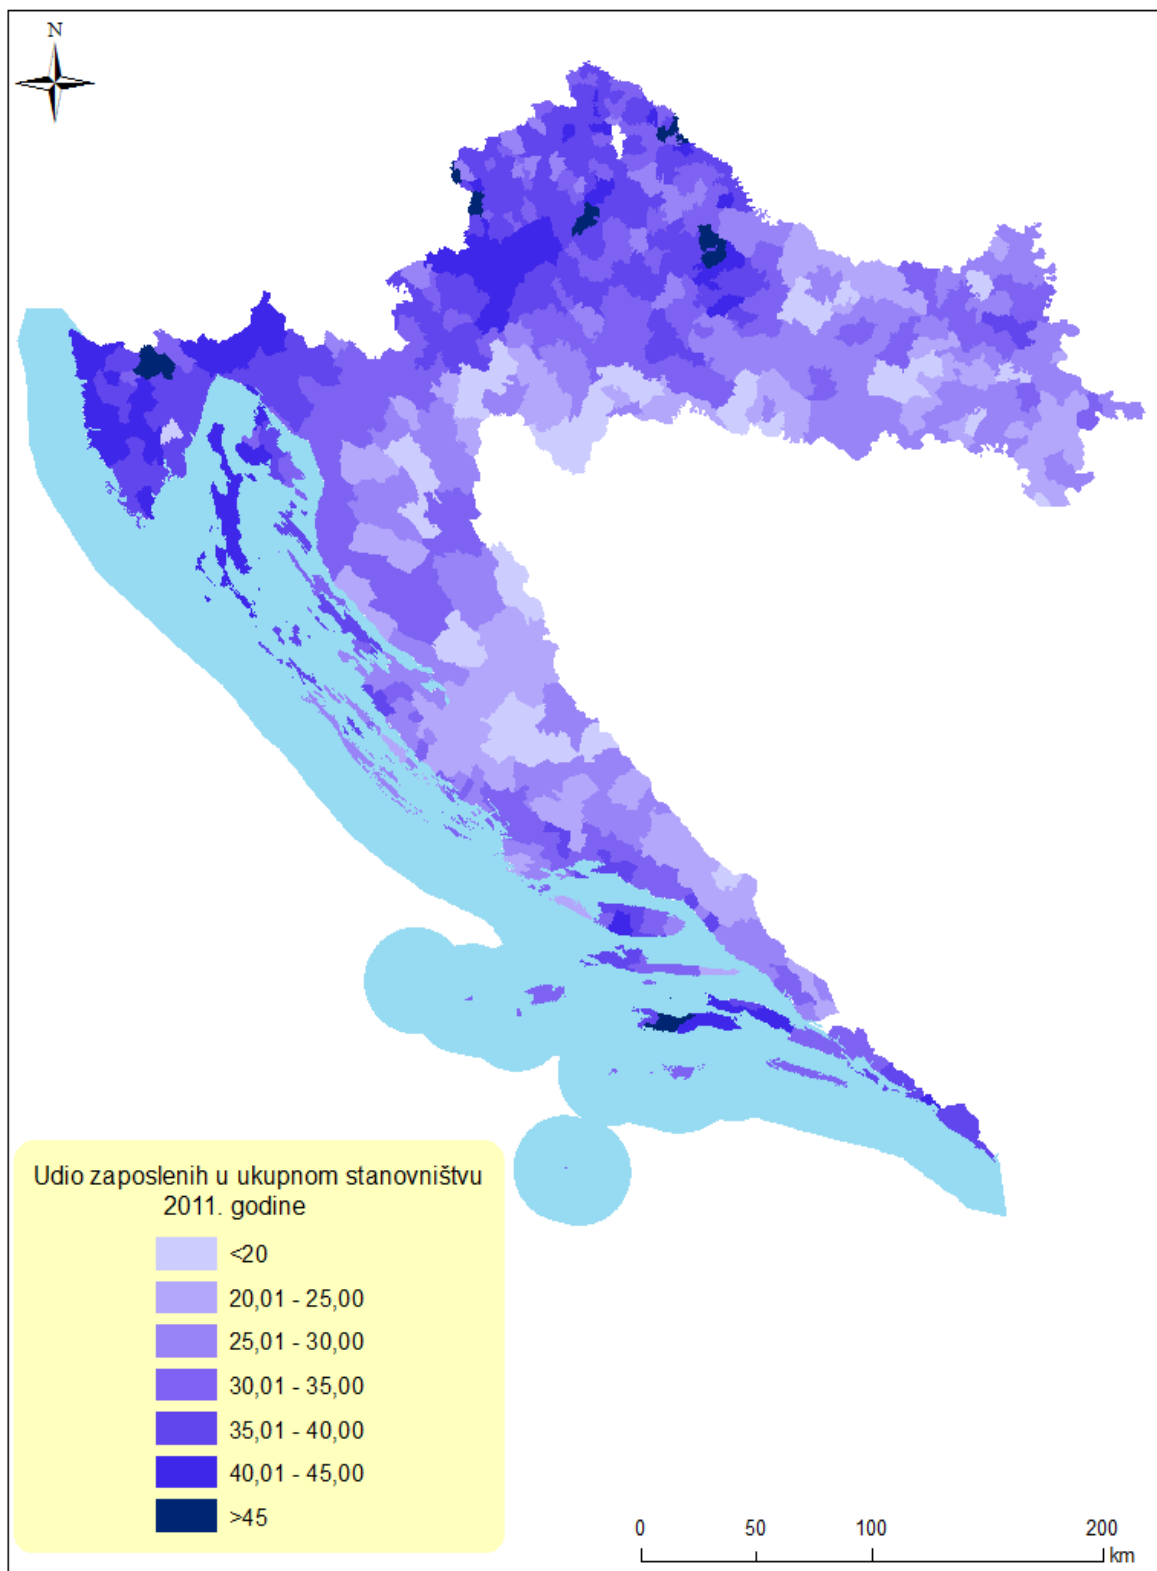 N
Udio zaposlenih u ukupnom stanovništvu
2011. godine
<20
20,01 - 25,00
25,01 - 30,00
30,01 - 35,00
35,01 - 40,00
40,01 - 45,00
>45
0 50 100 200
km